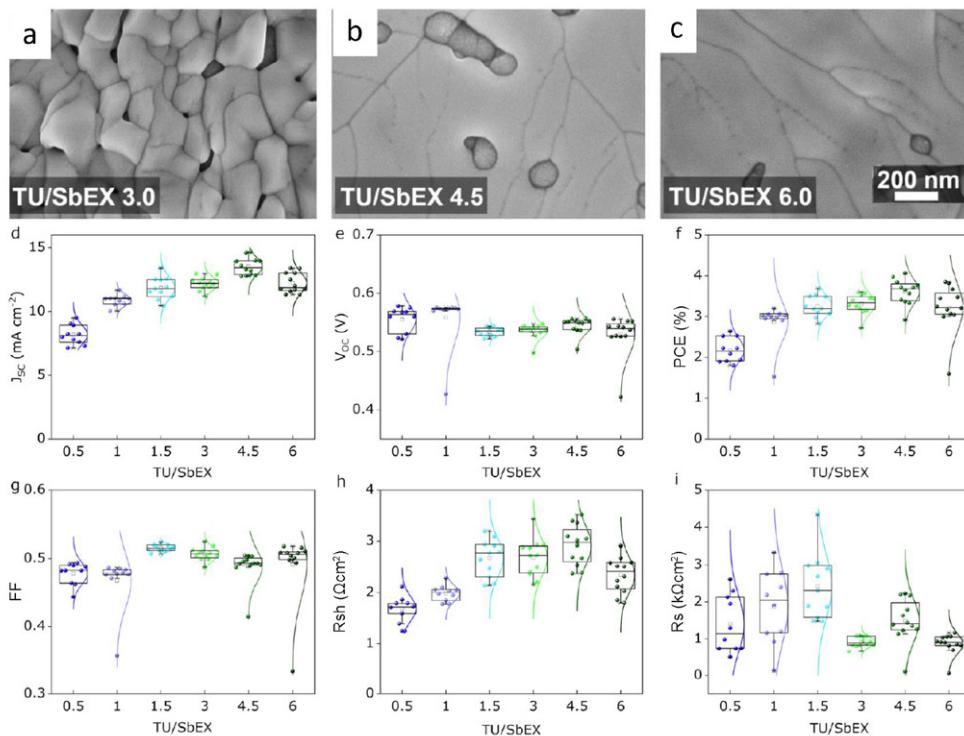 a
b
c
TU/SbEX 3.0
TU/SbEX 4.5
TU/SbEX 6.0
200 nm
d
e
f
15
10
5
0
J_SC (mA cm⁻²)
0.5 1 1.5 3 4.5 6
TU/SbEX
0.7
0.6
0.5
0.4
V_OC (V)
0.5 1 1.5 3 4.5 6
TU/SbEX
5
4
3
2
1
PCE (%)
0.5 1 1.5 3 4.5 6
TU/SbEX
g
h
i
0.6
0.5
0.4
0.3
FF
0.5 1 1.5 3 4.5 6
TU/SbEX
4
3
2
1
0
Rsh (Ωcm²)
0.5 1 1.5 3 4.5 6
TU/SbEX
5
4
3
2
1
0
Rs (kΩcm²)
0.5 1 1.5 3 4.5 6
TU/SbEX